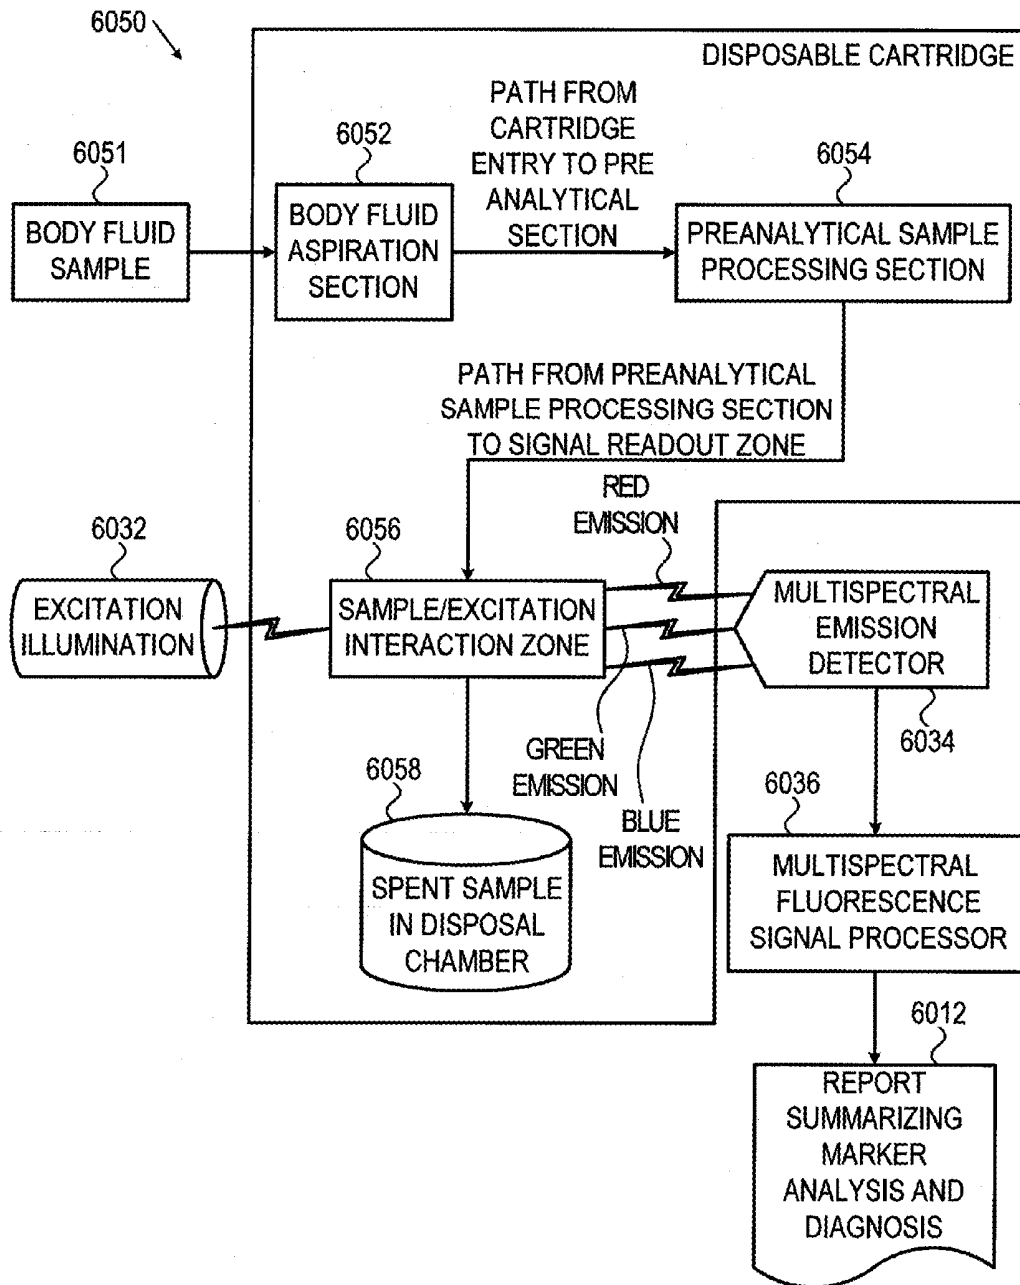 6050
DISPOSABLE CARTRIDGE
6051
BODY FLUID
SAMPLE
6052
BODY FLUID
ASPIRATION
SECTION
PATH FROM
CARTRIDGE
ENTRY TO PRE
ANALYTICAL
SECTION
6054
PREANALYTICAL SAMPLE
PROCESSING SECTION
PATH FROM PREANALYTICAL
SAMPLE PROCESSING SECTION
TO SIGNAL READOUT ZONE
6032
EXCITATION
ILLUMINATION
6056
SAMPLE/EXCITATION
INTERACTION ZONE
RED
EMISSION
GREEN
EMISSION
BLUE
EMISSION
MULTISPECTRAL
EMISSION
DETECTOR
6034
6058
SPENT SAMPLE
IN DISPOSAL
CHAMBER
6036
MULTISPECTRAL
FLUORESCENCE
SIGNAL PROCESSOR
6012
REPORT
SUMMARIZING
MARKER
ANALYSIS AND
DIAGNOSIS